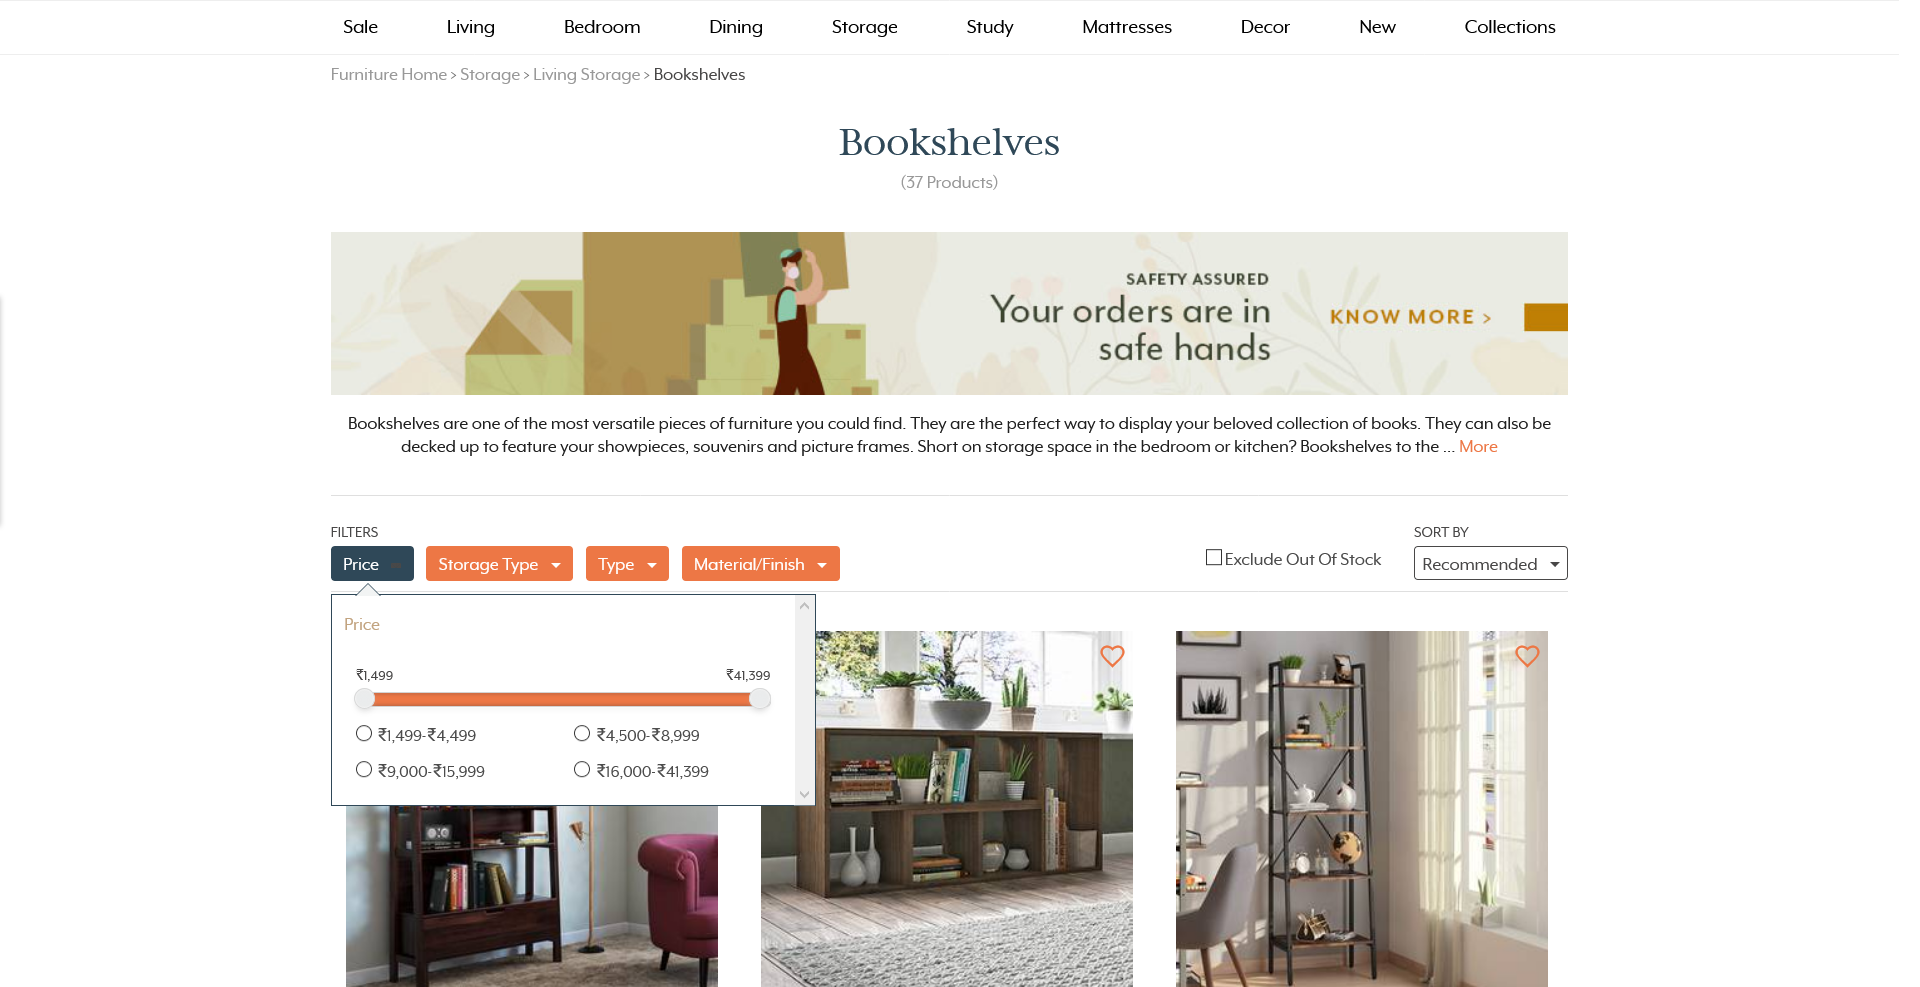 Sale Living Bedroom Dining Storage Study Mattresses Decor New Collections
Furniture Home > Storage > Living Storage > Bookshelves
Bookshelves
(37 Products)
SAFETY ASSURED
Your orders are in
safe hands
KNOW MORE >
Bookshelves are one of the most versatile pieces of furniture you could find. They are the perfect way to display your beloved collection of books. They can also be
decked up to feature your showpieces, souvenirs and picture frames. Short on storage space in the bedroom or kitchen? Bookshelves to the ... More
FILTERS
SORT BY
Price Storage Type Type Material/Finish
Exclude Out Of Stock
Recommended
Price
₹1,499 ₹41,399
₹1,499-₹4,499 ₹4,500-₹8,999
₹9,000-₹15,999 ₹16,000-₹41,399